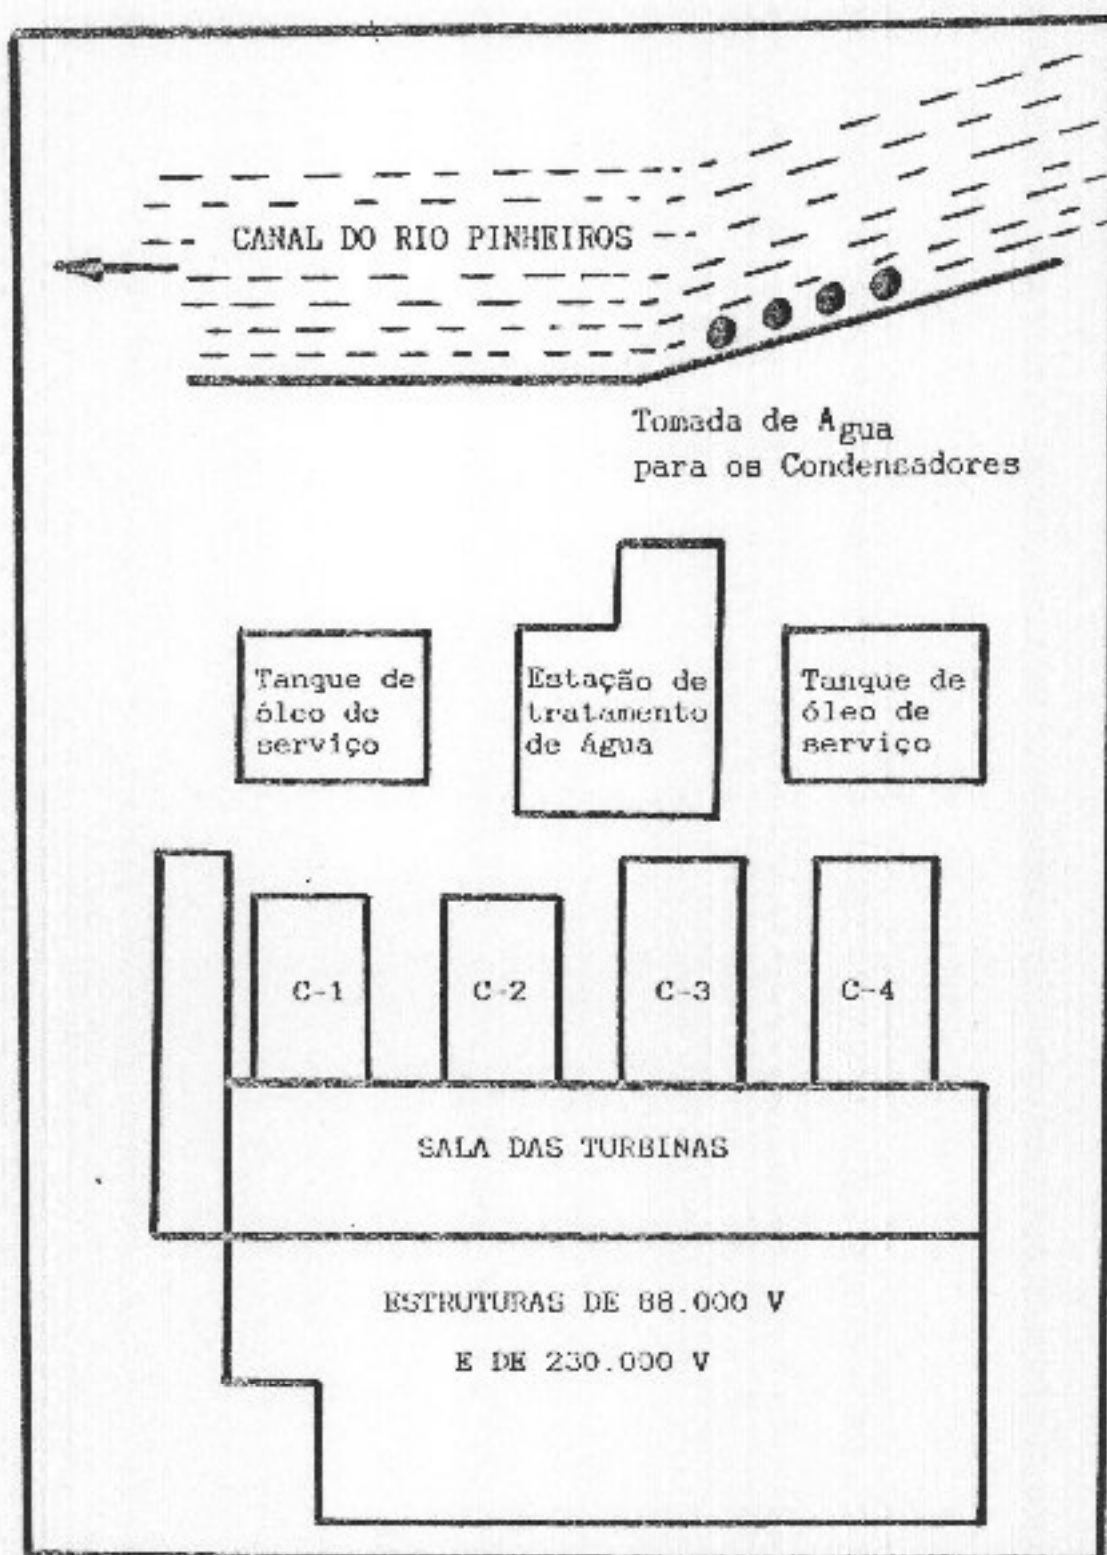 CANAL DO RIO PINHEIROS
Tomada de Agua
para os Condensadores
Tanque de
óleo de
serviço
Estação de
tratamento
de água
Tanque de
óleo de
serviço
C-1
C-2
C-3
C-4
SALA DAS TURBINAS
ESTRUTURAS DE 88.000 V
E DE 230.000 V